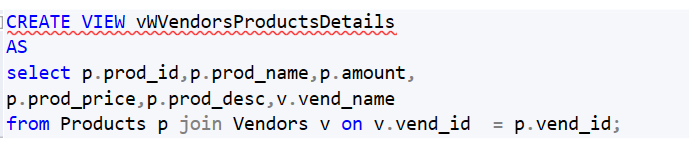 CREATE VIEW vWVendorsProductsDetails
AS
select p.prod_id,p.prod_name,p.amount,
p.prod_price,p.prod_desc,v.vend_name
from Products p join Vendors v on v.vend_id  = p.vend_id;